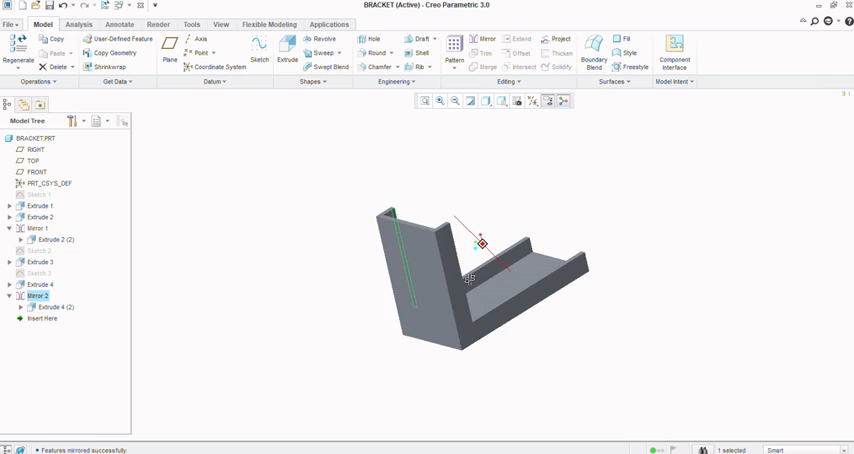 BRACKET (Active) - Creo Parametric 3.0
File Model Analysis Annotate Render Tools View Flexible Modeling Applications
Copy User-Defined Feature Axis Revolve Hole Draft Mirror Extend Project Fill
Paste Copy Geometry Point Sweep Round Shell Trim Offset Thicken Style
Regenerate Delete Shrinkwrap Plane Coordinate System Sketch Extrude Swept Blend Chamfer Rib Pattern Merge Intersect Solidify Boundary Blend Freestyle Component Interface
Operations Get Data Datum Shapes Engineering Editing Surfaces Model Intent
Model Tree
BRACKET.PRT
RIGHT
TOP
FRONT
PRT_CSYS_DEF
Sketch 1
Extrude 1
Extrude 2
Mirror 1
Extrude 2 (2)
Sketch 2
Extrude 3
Sketch 3
Extrude 4
Mirror 2
Extrude 4 (2)
Insert Here
Features mirrored successfully.
1 selected
Smart